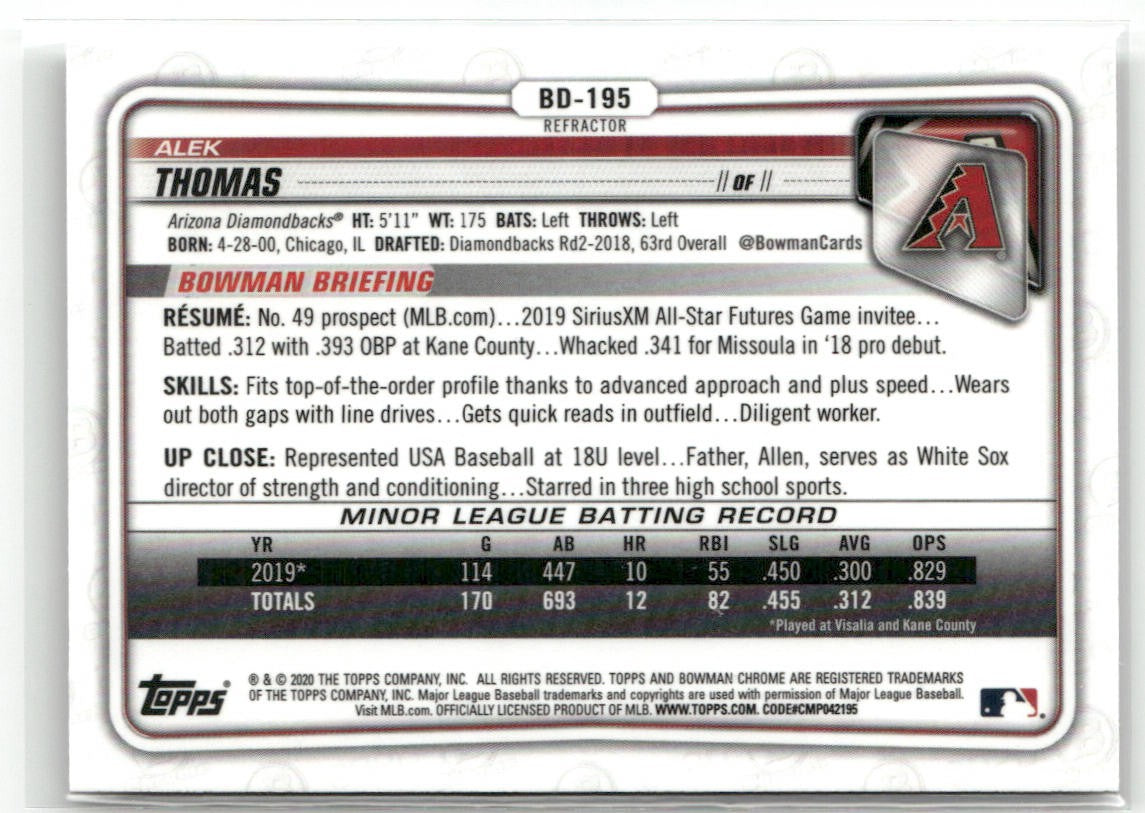 BD-195
REFRACTOR
ALEK
THOMAS // OF //
Arizona Diamondbacks® HT: 5'11" WT: 175 BATS: Left THROWS: Left
BORN: 4-28-00, Chicago, IL DRAFTED: Diamondbacks Rd2-2018, 63rd Overall @BowmanCards
BOWMAN BRIEFING
RÉSUMÉ: No. 49 prospect (MLB.com)...2019 SiriusXM All-Star Futures Game invitee...
Batted .312 with .393 OBP at Kane County...Whacked .341 for Missoula in '18 pro debut.
SKILLS: Fits top-of-the-order profile thanks to advanced approach and plus speed...Wears
out both gaps with line drives...Gets quick reads in outfield...Diligent worker.
UP CLOSE: Represented USA Baseball at 18U level...Father, Allen, serves as White Sox
director of strength and conditioning...Starred in three high school sports.
MINOR LEAGUE BATTING RECORD
YR G AB HR RBI SLG AVG OPS
2019* 114 447 10 55 .450 .300 .829
TOTALS 170 693 12 82 .455 .312 .839
*Played at Visalia and Kane County
TOPPS®
® & © 2020 THE TOPPS COMPANY, INC. ALL RIGHTS RESERVED. TOPPS AND BOWMAN CHROME ARE REGISTERED TRADEMARKS
OF THE TOPPS COMPANY, INC. Major League Baseball trademarks and copyrights are used with permission of Major League Baseball.
Visit MLB.com. OFFICIALLY LICENSED PRODUCT OF MLB. WWW.TOPPS.COM. CODE#CMP042195